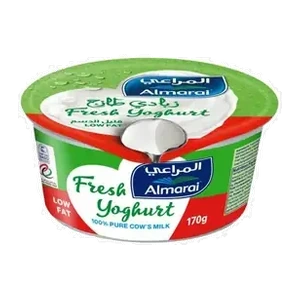 المراعي
Almarai
زبادي طازج
Fresh Yoghurt
قليل الدسم
LOW FAT
المراعي
Almarai
Fresh
Yoghurt
100% PURE COW'S MILK
LOW
FAT
170g